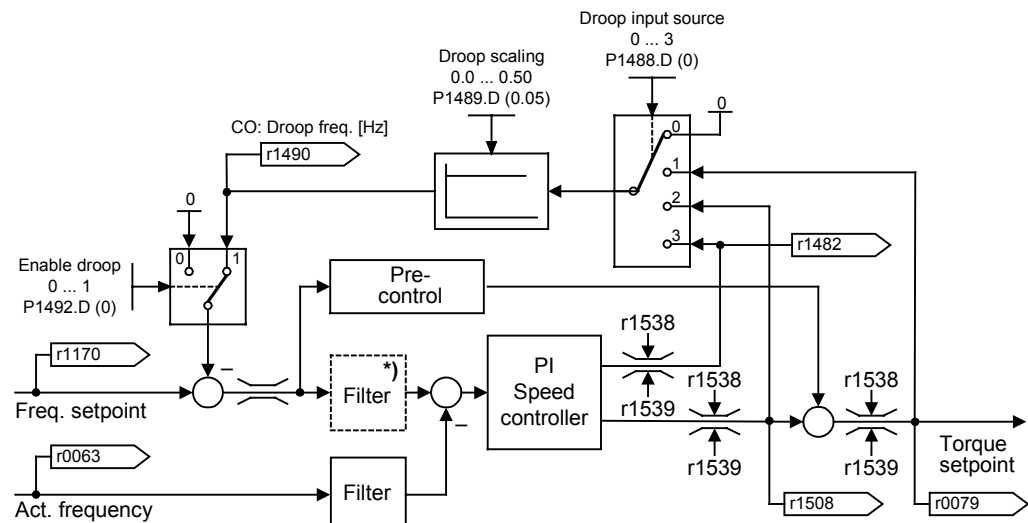 Droop input source
0 ... 3
P1488.D (0)
Droop scaling
0.0 ... 0.50
P1489.D (0.05)
0
0
1
2
3
CO: Droop freq. [Hz]
r1490
r1482
0
0
1
Enable droop
0 ... 1
P1492.D (0)
Pre-
control
r1170
–
Freq. setpoint
*)
Filter
–
PI
Speed
controller
r1538
r1539
r1538
r1539
r1538
r1539
Torque
setpoint
r0063
Act. frequency
Filter
r1508
r0079